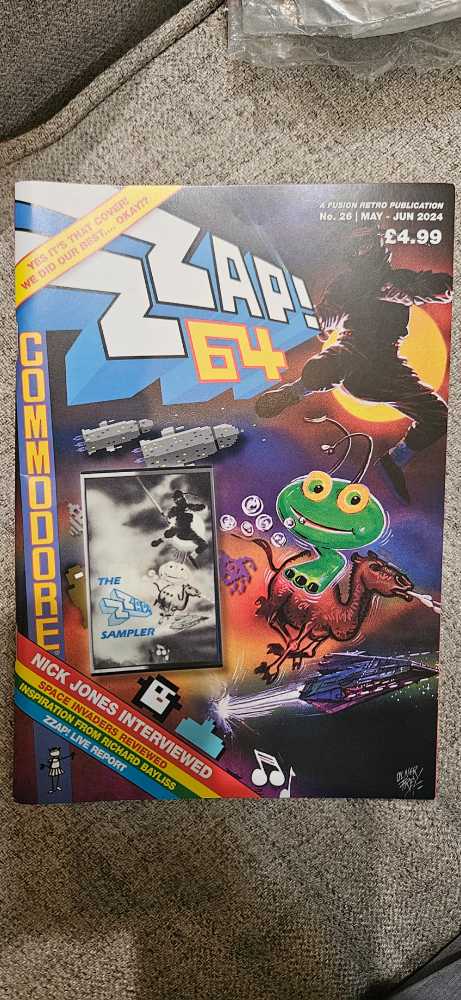 A FUSION RETRO PUBLICATION
No. 26 | MAY - JUN 2024
£4.99
YES IT'S THAT COVER!
WE DID OUR BEST.... OKAY!?
ZZAP!
64
COMMODORE
THE
ZZAP!
SAMPLER
NICK JONES INTERVIEWED
SPACE INVADERS REVIEWED
INSPIRATION FROM RICHARD BAYLISS
ZZAP! LIVE REPORT
OLIVER
FREY